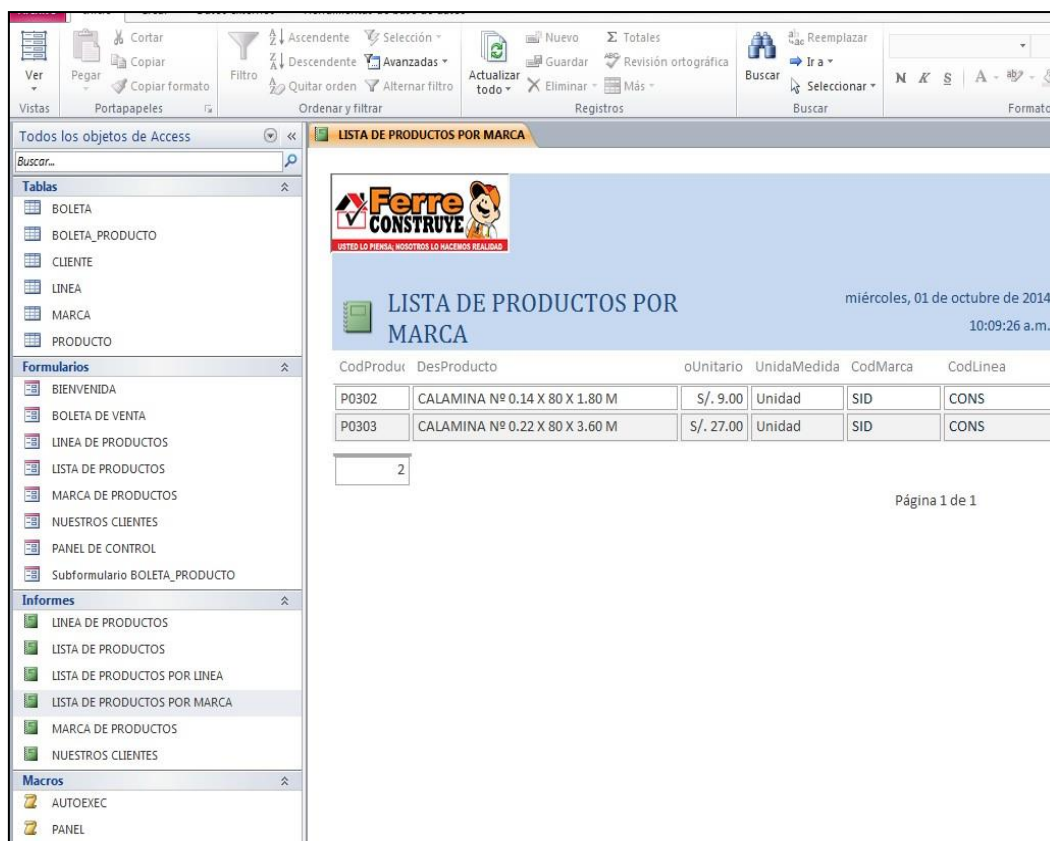 Cortar
Copiar
Copiar formato
Ver
Pegar
Vistas
Portapapeles
Filtro
Ascendente
Descendente
Quitar orden
Selección
Avanzadas
Alternar filtro
Ordenar y filtrar
Actualizar todo
Nuevo
Guardar
Eliminar
Totales
Revisión ortográfica
Más
Registros
Buscar
Reemplazar
Ir a
Seleccionar
Buscar
N K S A
Formato
Todos los objetos de Access
Buscar...
Tablas
BOLETA
BOLETA_PRODUCTO
CLIENTE
LINEA
MARCA
PRODUCTO
Formularios
BIENVENIDA
BOLETA DE VENTA
LINEA DE PRODUCTOS
LISTA DE PRODUCTOS
MARCA DE PRODUCTOS
NUESTROS CLIENTES
PANEL DE CONTROL
Subformulario BOLETA_PRODUCTO
Informes
LINEA DE PRODUCTOS
LISTA DE PRODUCTOS
LISTA DE PRODUCTOS POR LINEA
LISTA DE PRODUCTOS POR MARCA
MARCA DE PRODUCTOS
NUESTROS CLIENTES
Macros
AUTOEXEC
PANEL
LISTA DE PRODUCTOS POR MARCA
Ferre
CONSTRUYE
USTED LO PIENSA; NOSOTROS LO HACEMOS REALIDAD
LISTA DE PRODUCTOS POR
MARCA
miércoles, 01 de octubre de 2014
10:09:26 a.m.
CodProduc DesProducto oUnitario UnidaMedida CodMarca CodLinea
P0302 CALAMINA Nº 0.14 X 80 X 1.80 M S/. 9.00 Unidad SID CONS
P0303 CALAMINA Nº 0.22 X 80 X 3.60 M S/. 27.00 Unidad SID CONS
2
Página 1 de 1